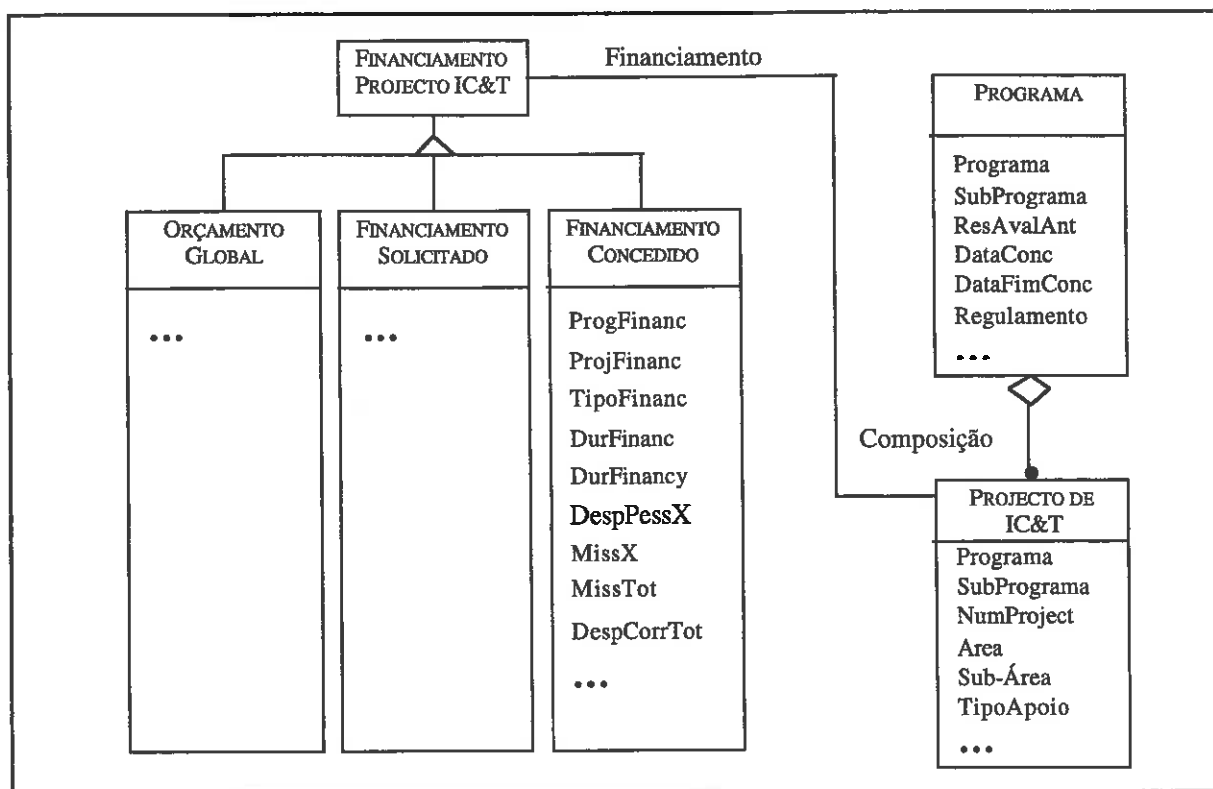 FINANCIAMENTO
PROJECTO IC&T
Financiamento
PROGRAMA
Programa
SubPrograma
ResAvalAnt
DataConc
DataFimConc
Regulamento
•••
ORÇAMENTO
GLOBAL
•••
FINANCIAMENTO
SOLICITADO
•••
FINANCIAMENTO
CONCEDIDO
ProgFinanc
ProjFinanc
TipoFinanc
DurFinanc
DurFinancy
DespPessX
MissX
MissTot
DespCorrTot
•••
Composição
PROJECTO DE
IC&T
Programa
SubPrograma
NumProject
Area
Sub-Área
TipoApoio
•••